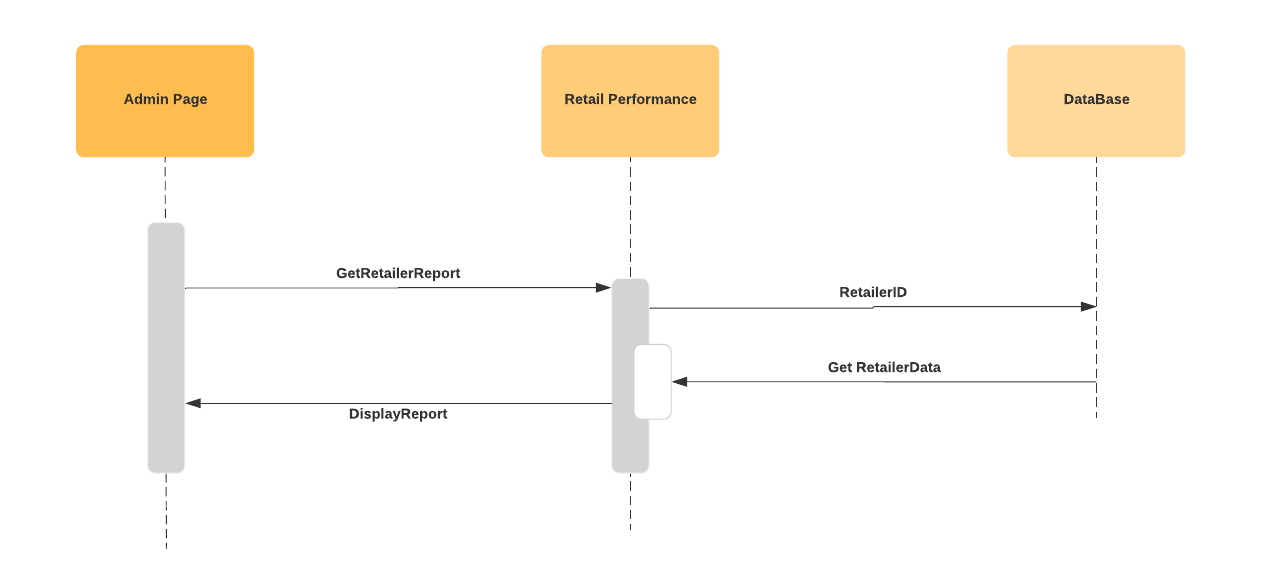 Admin Page
Retail Performance
DataBase
GetRetailerReport
RetailerID
Get RetailerData
DisplayReport